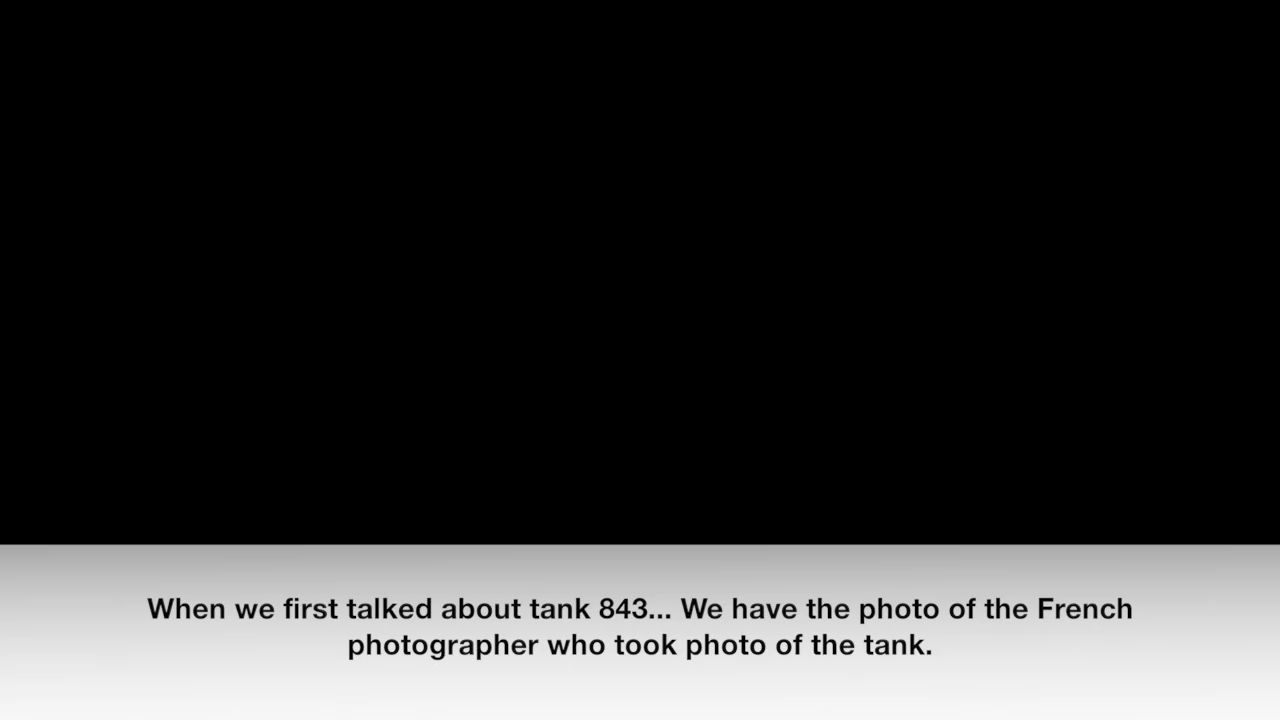 When we first talked about tank 843... We have the photo of the French
photographer who took photo of the tank.